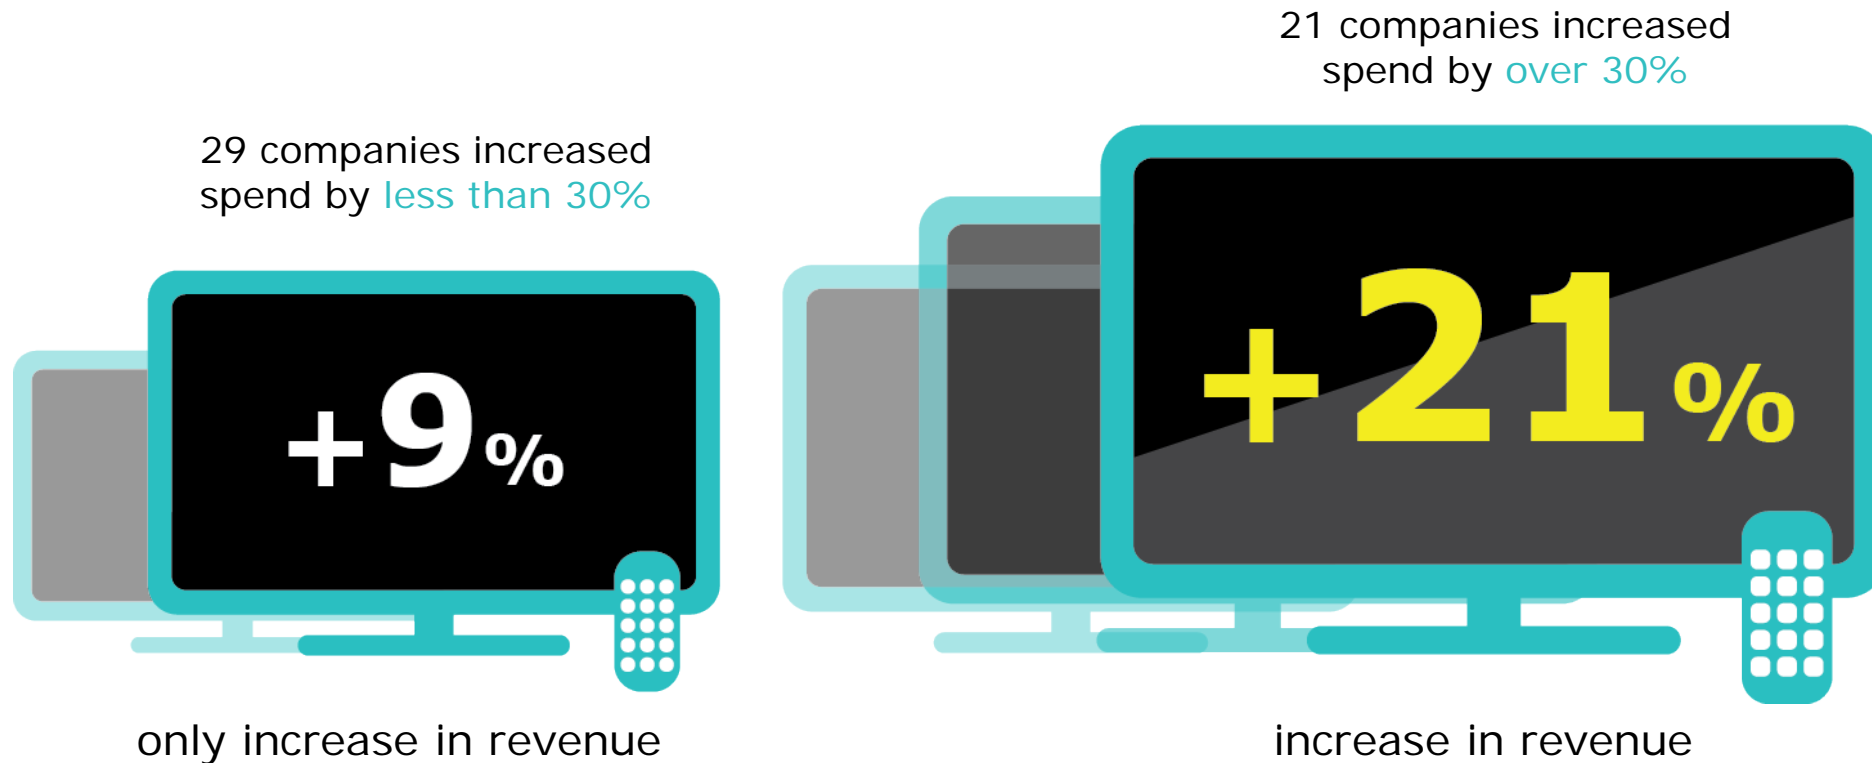 29 companies increased
spend by less than 30%
+9%
only increase in revenue
21 companies increased
spend by over 30%
+21%
increase in revenue